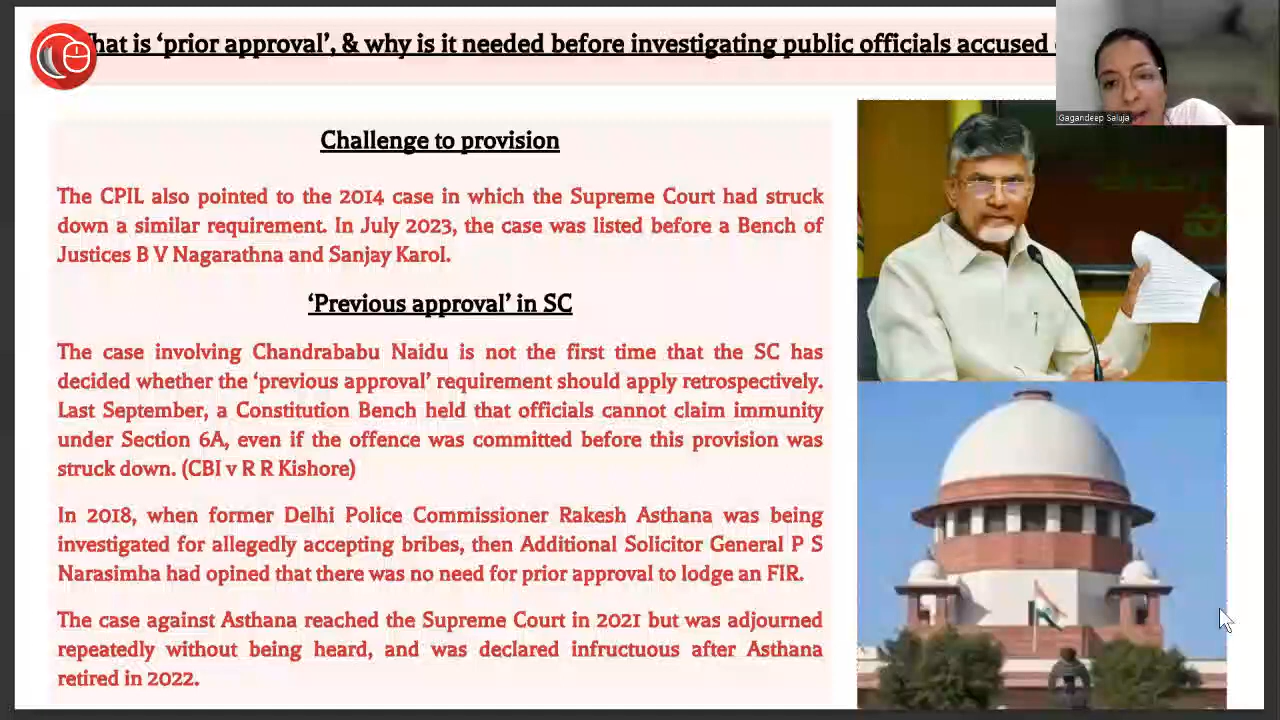 hat is ‘prior approval’, & why is it needed before investigating public officials accused
Gagandeep Saluja
Challenge to provision
The CPIL also pointed to the 2014 case in which the Supreme Court had struck
down a similar requirement. In July 2023, the case was listed before a Bench of
Justices B V Nagarathna and Sanjay Karol.
‘Previous approval’ in SC
The case involving Chandrababu Naidu is not the first time that the SC has
decided whether the ‘previous approval’ requirement should apply retrospectively.
Last September, a Constitution Bench held that officials cannot claim immunity
under Section 6A, even if the offence was committed before this provision was
struck down. (CBI v R R Kishore)
In 2018, when former Delhi Police Commissioner Rakesh Asthana was being
investigated for allegedly accepting bribes, then Additional Solicitor General P S
Narasimha had opined that there was no need for prior approval to lodge an FIR.
The case against Asthana reached the Supreme Court in 2021 but was adjourned
repeatedly without being heard, and was declared infructuous after Asthana
retired in 2022.